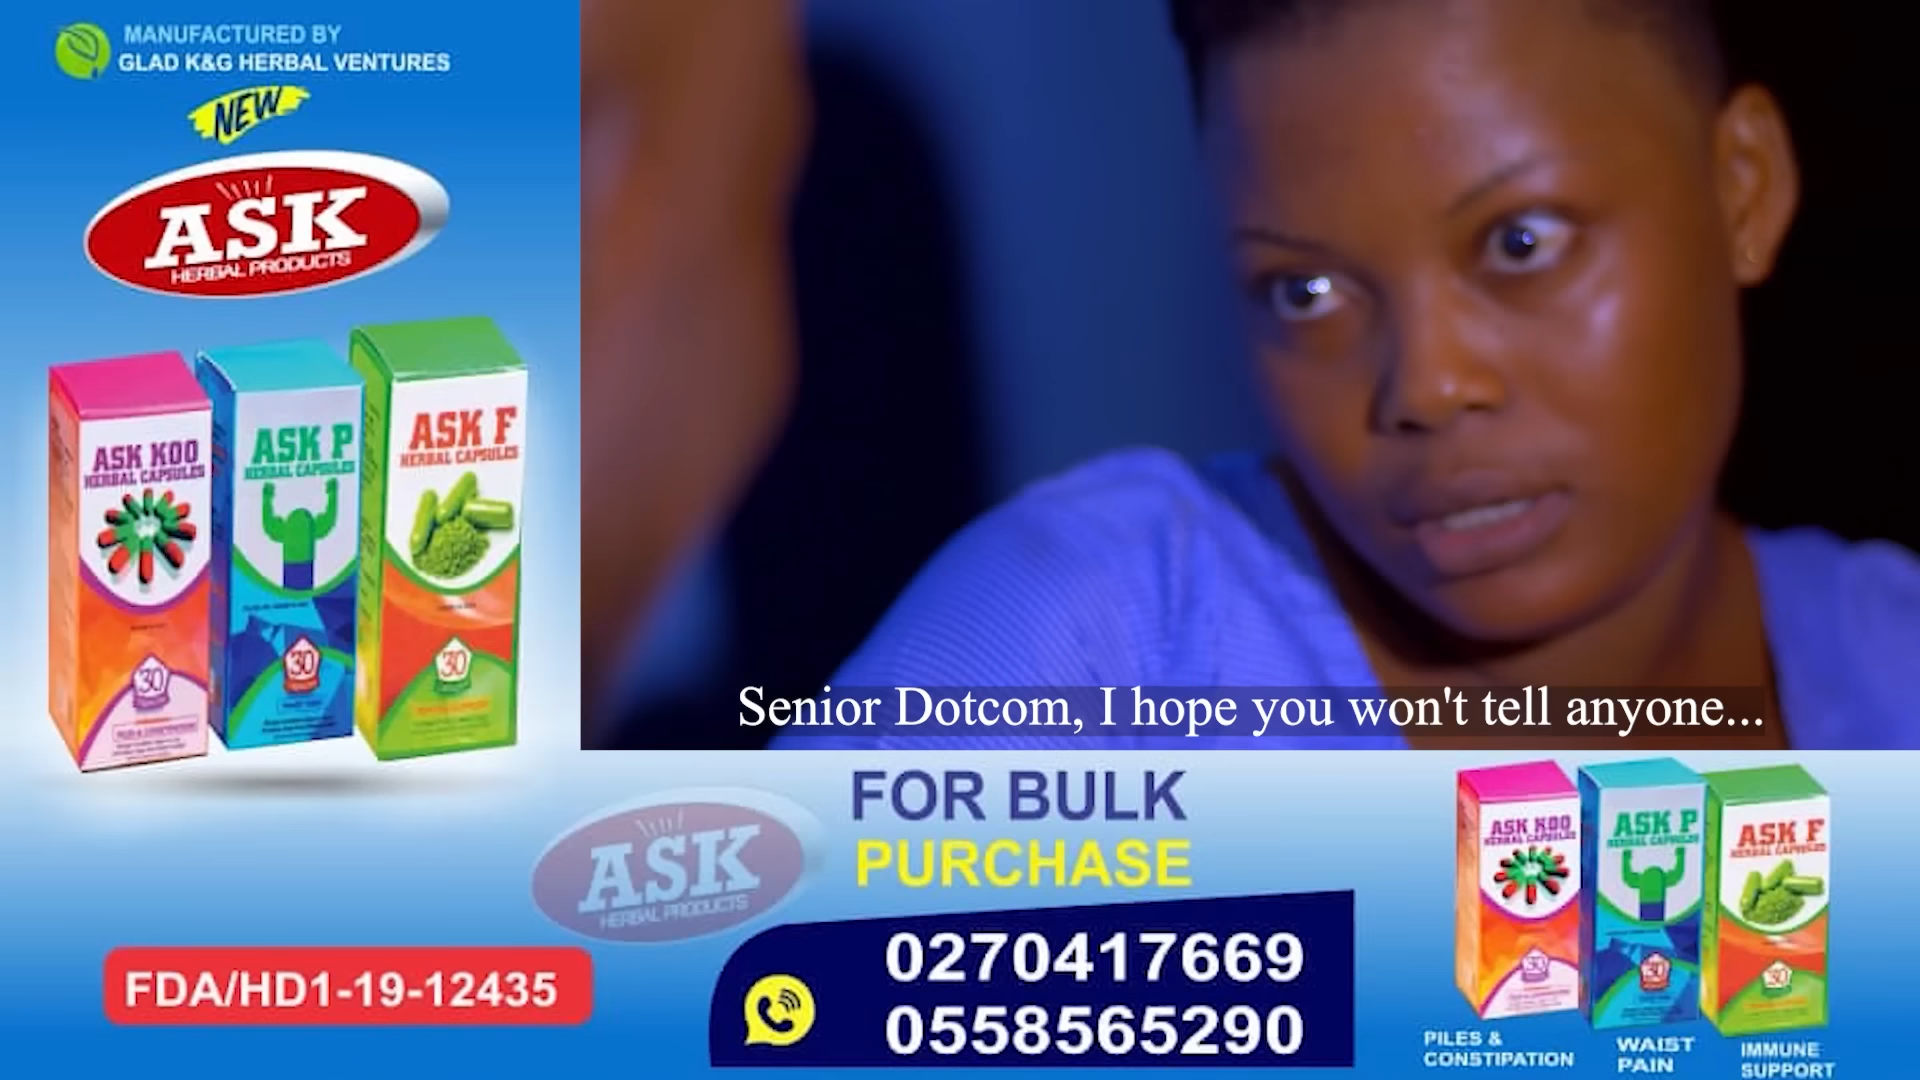 MANUFACTURED BY
GLAD K&G HERBAL VENTURES
NEW
ASK
HERBAL PRODUCTS
ASK KOO
HERBAL CAPSULES
30
ASK P
HERBAL CAPSULES
30
ASK F
HERBAL CAPSULES
30
Senior Dotcom, I hope you won't tell anyone...
ASK
HERBAL PRODUCTS
FOR BULK
PURCHASE
0270417669
0558565290
FDA/HD1-19-12435
ASK KOO
HERBAL CAPSULES
30
ASK P
HERBAL CAPSULES
30
ASK F
HERBAL CAPSULES
30
PILES &
CONSTIPATION
WAIST
PAIN
IMMUNE
SUPPORT